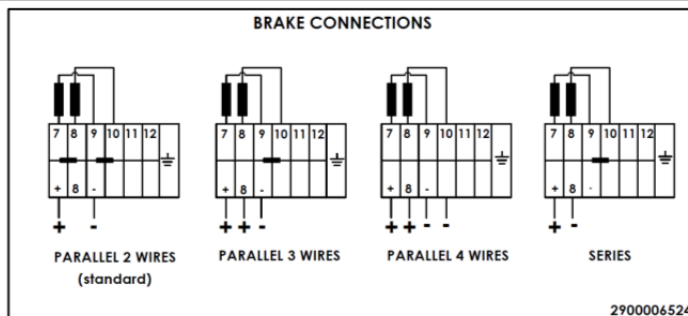 BRAKE CONNECTIONS
7 8 9 10 11 12
+ 8 -
+ -
PARALLEL 2 WIRES
(standard)
7 8 9 10 11 12
+ 8 -
+ + -
PARALLEL 3 WIRES
7 8 9 10 11 12
+ 8 -
+ + - -
PARALLEL 4 WIRES
7 8 9 10 11 12
+ 8 -
+ -
SERIES
2900006524